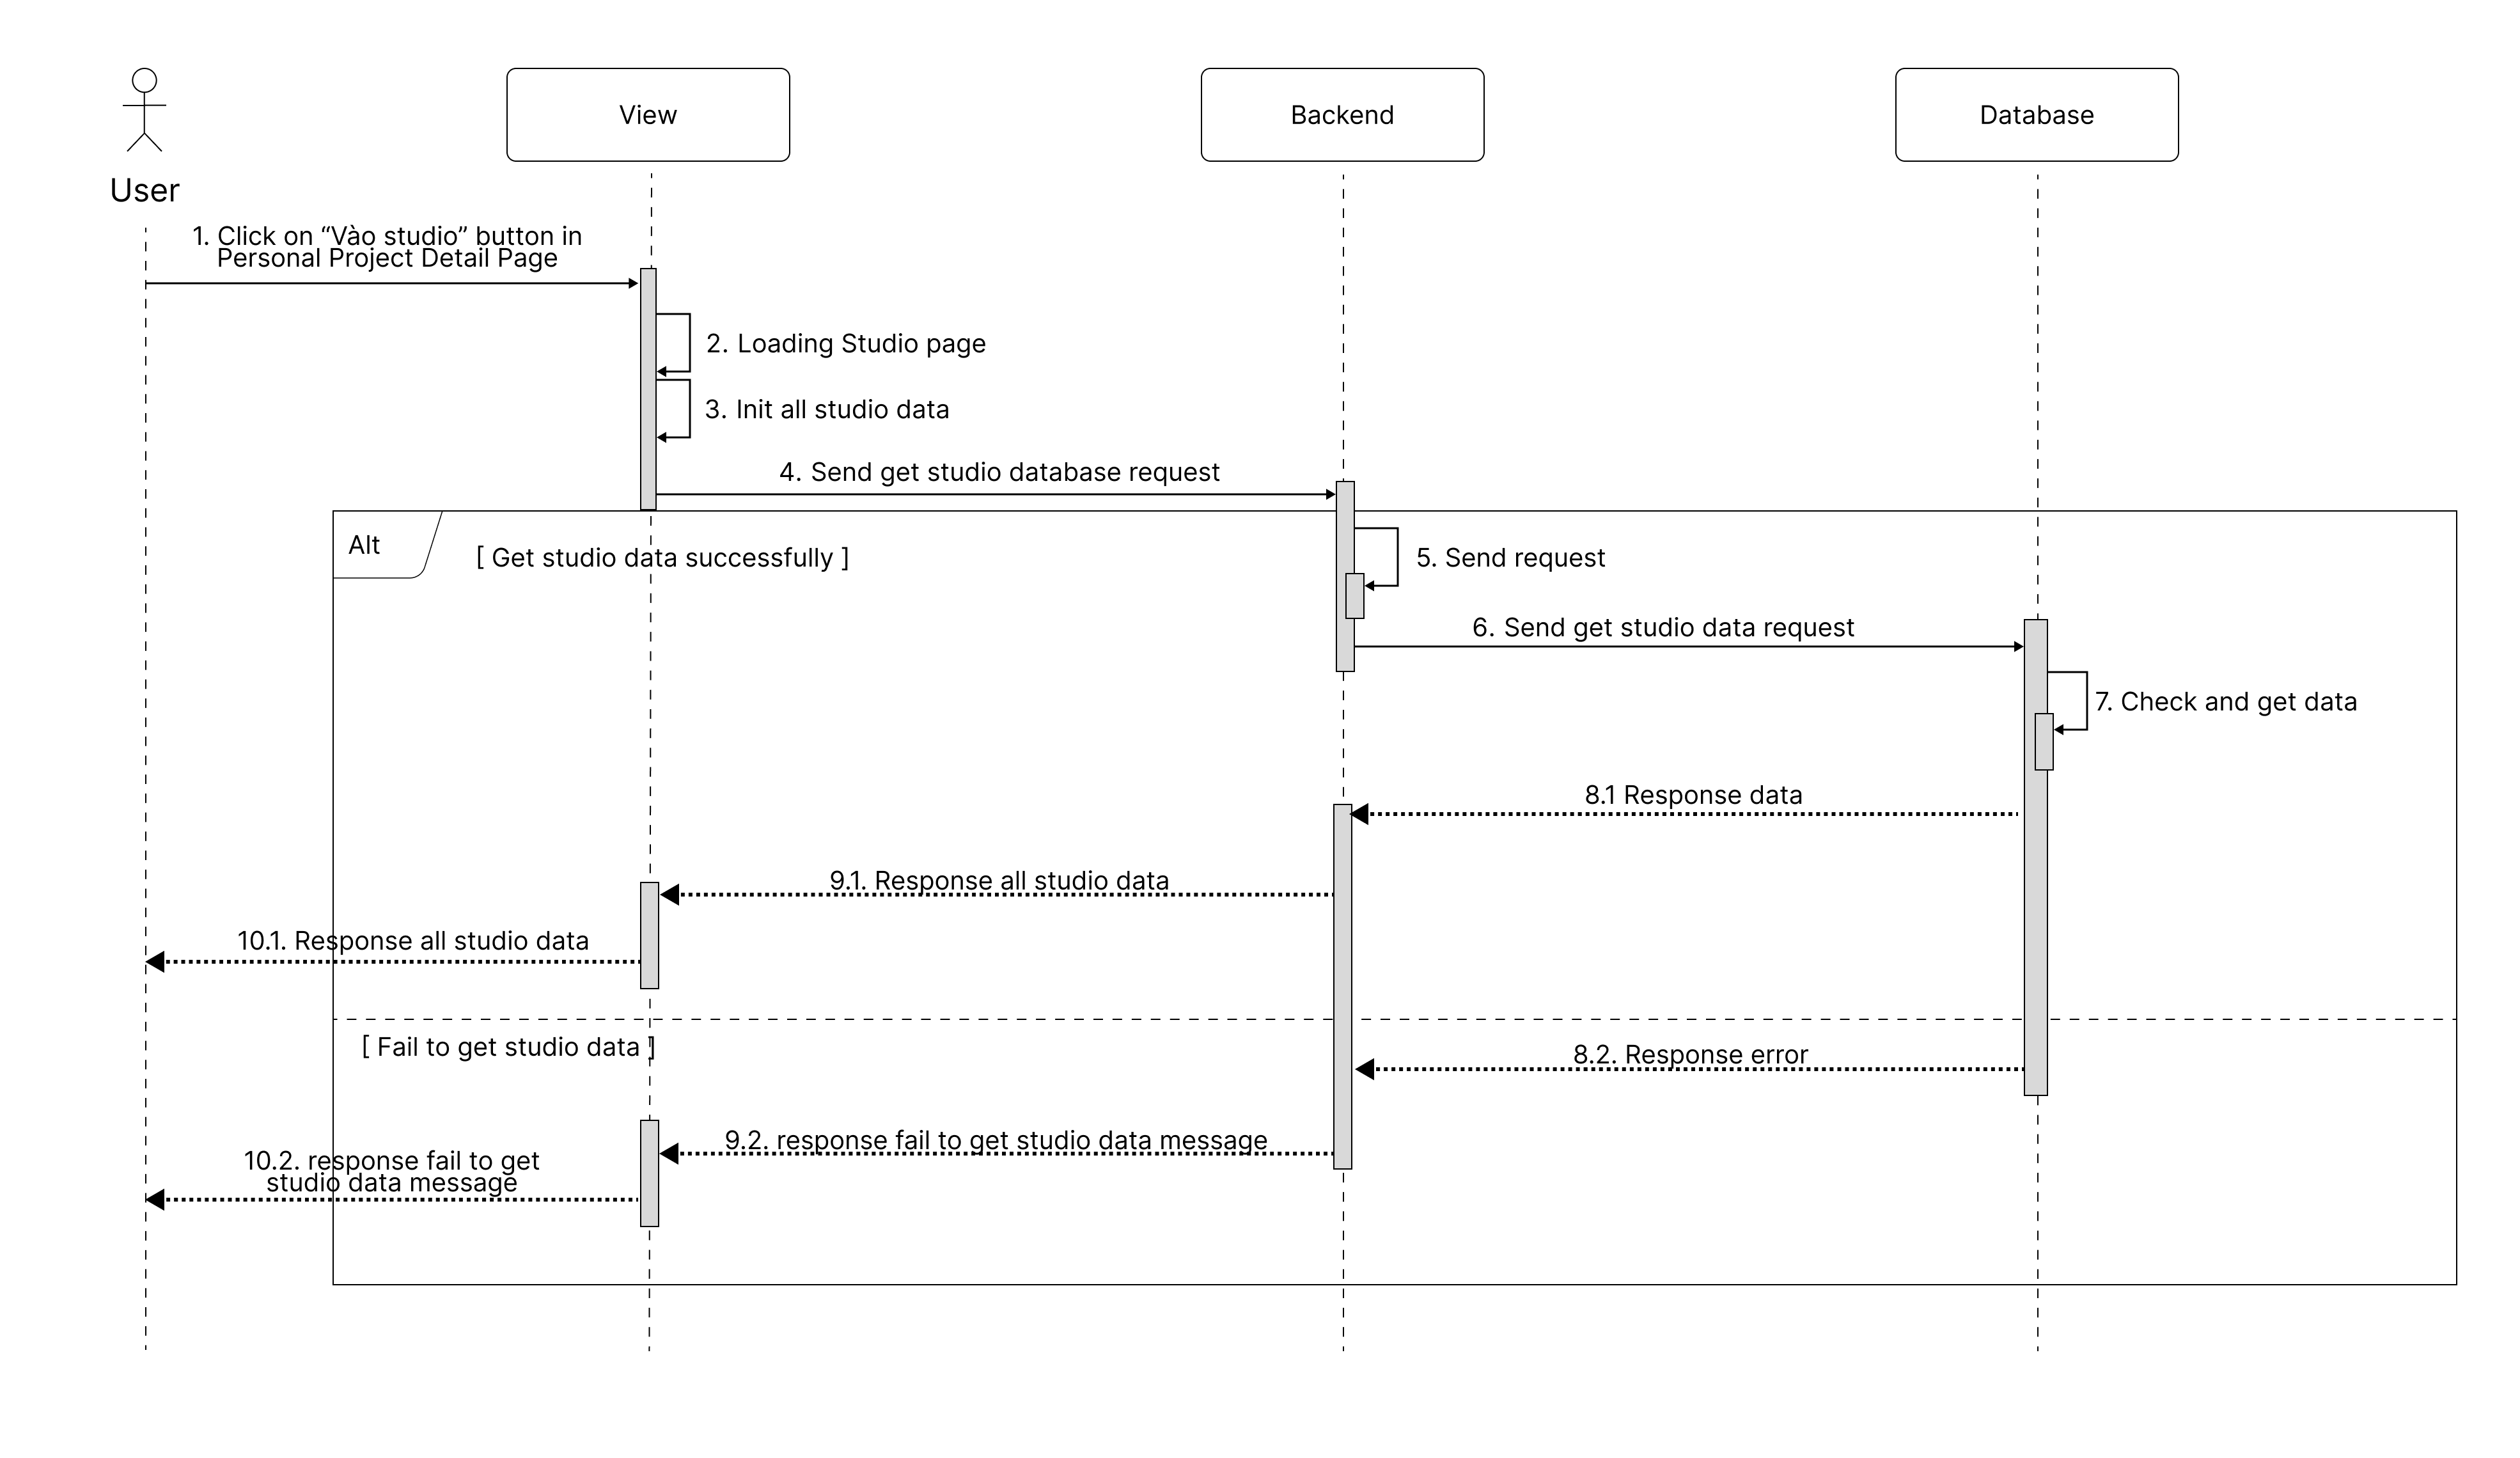 View
Backend
Database
User
1. Click on “Vào studio” button in
Personal Project Detail Page
2. Loading Studio page
3. Init all studio data
4. Send get studio database request
Alt
[ Get studio data successfully ]
5. Send request
6. Send get studio data request
7. Check and get data
8.1 Response data
9.1. Response all studio data
10.1. Response all studio data
[ Fail to get studio data ]
8.2. Response error
9.2. response fail to get studio data message
10.2. response fail to get
studio data message